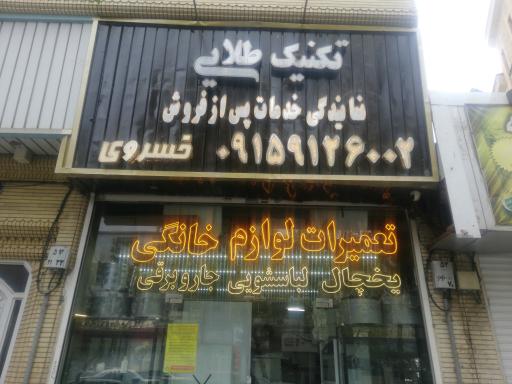 تکنیک طلایی
نمایندگی خدمات پس از فروش
۰۹۱۵۹۱۲۶۰۰۲ خسروی
تعمیرات لوازم خانگی
یخچال لباسشویی جاروبرقی